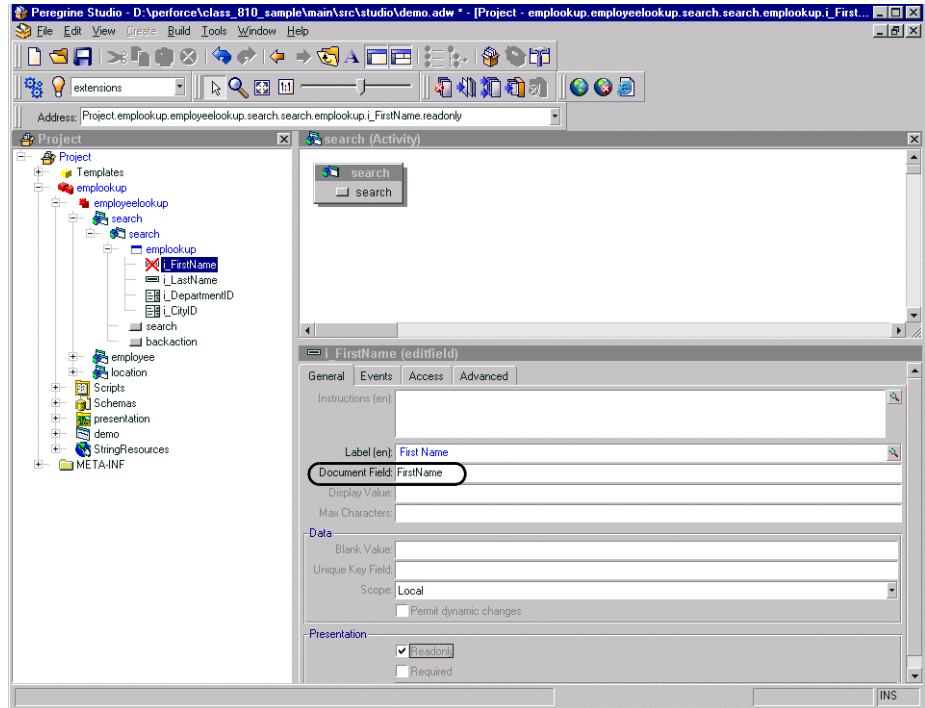 Peregrine Studio - D:\perforce\class_810_sample\main\src\studio\demo.adw * - [Project - emplookup.employeelookup.search.search.emplookup.i_First...
File Edit View Create Build Tools Window Help
extensions
1:1
Address: Project.emplookup.employeelookup.search.search.emplookup.i_FirstName.readonly
Project
Project
Templates
emplookup
employeelookup
search
search
emplookup
i_FirstName
i_LastName
i_DepartmentID
i_CityID
search
backaction
employee
location
Scripts
Schemas
presentation
demo
StringResources
META-INF
search (Activity)
search
search
i_FirstName (editfield)
General Events Access Advanced
Instructions (en):
Label (en): First Name
Document Field: FirstName
Display Value:
Max Characters:
Data
Blank Value:
Unique Key Field:
Scope: Local
Permit dynamic changes
Presentation
Readonly
Required
INS